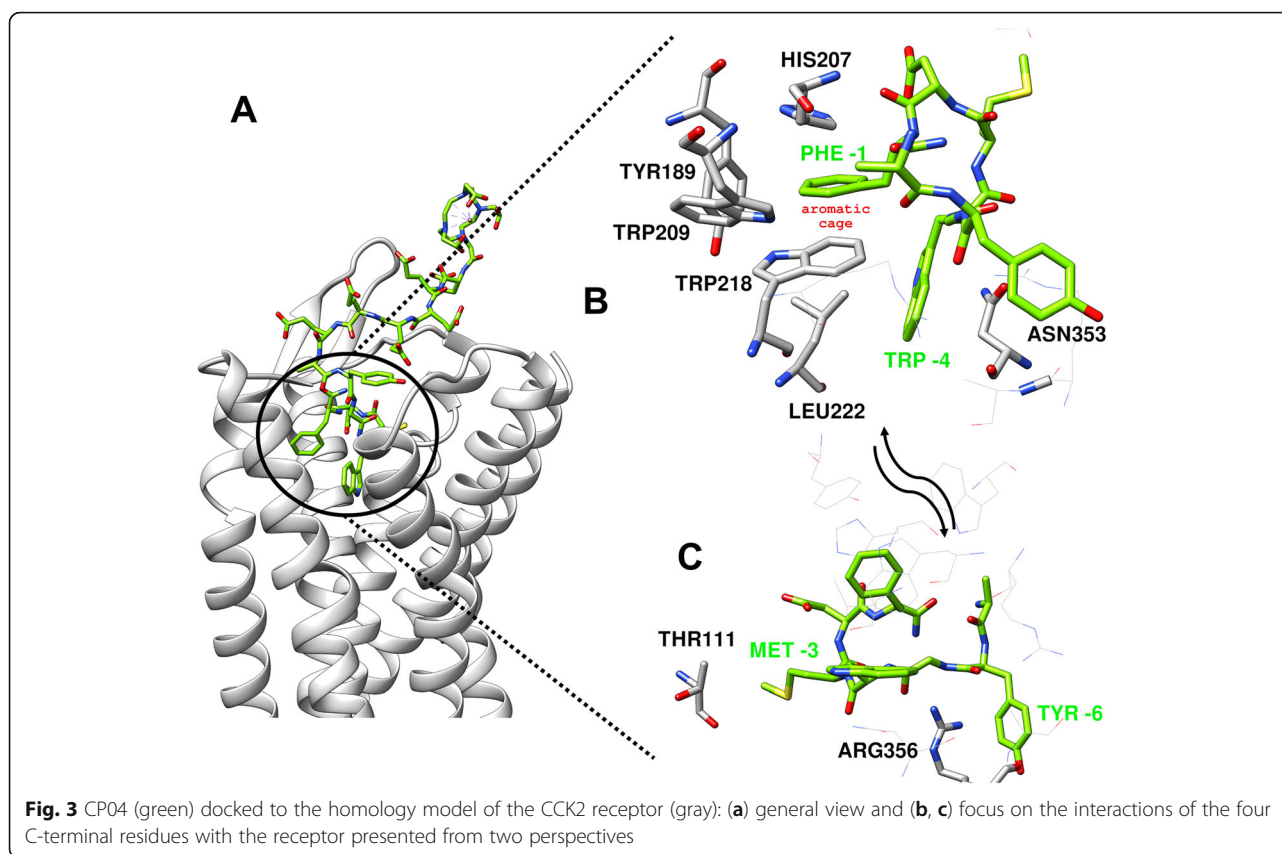 A
HIS207
PHE -1
TYR189
aromatic
cage
TRP209
TRP218
B
ASN353
TRP -4
LEU222
C
THR111
MET -3
TYR -6
ARG356
Fig. 3 CP04 (green) docked to the homology model of the CCK2 receptor (gray): (a) general view and (b, c) focus on the interactions of the four
C-terminal residues with the receptor presented from two perspectives